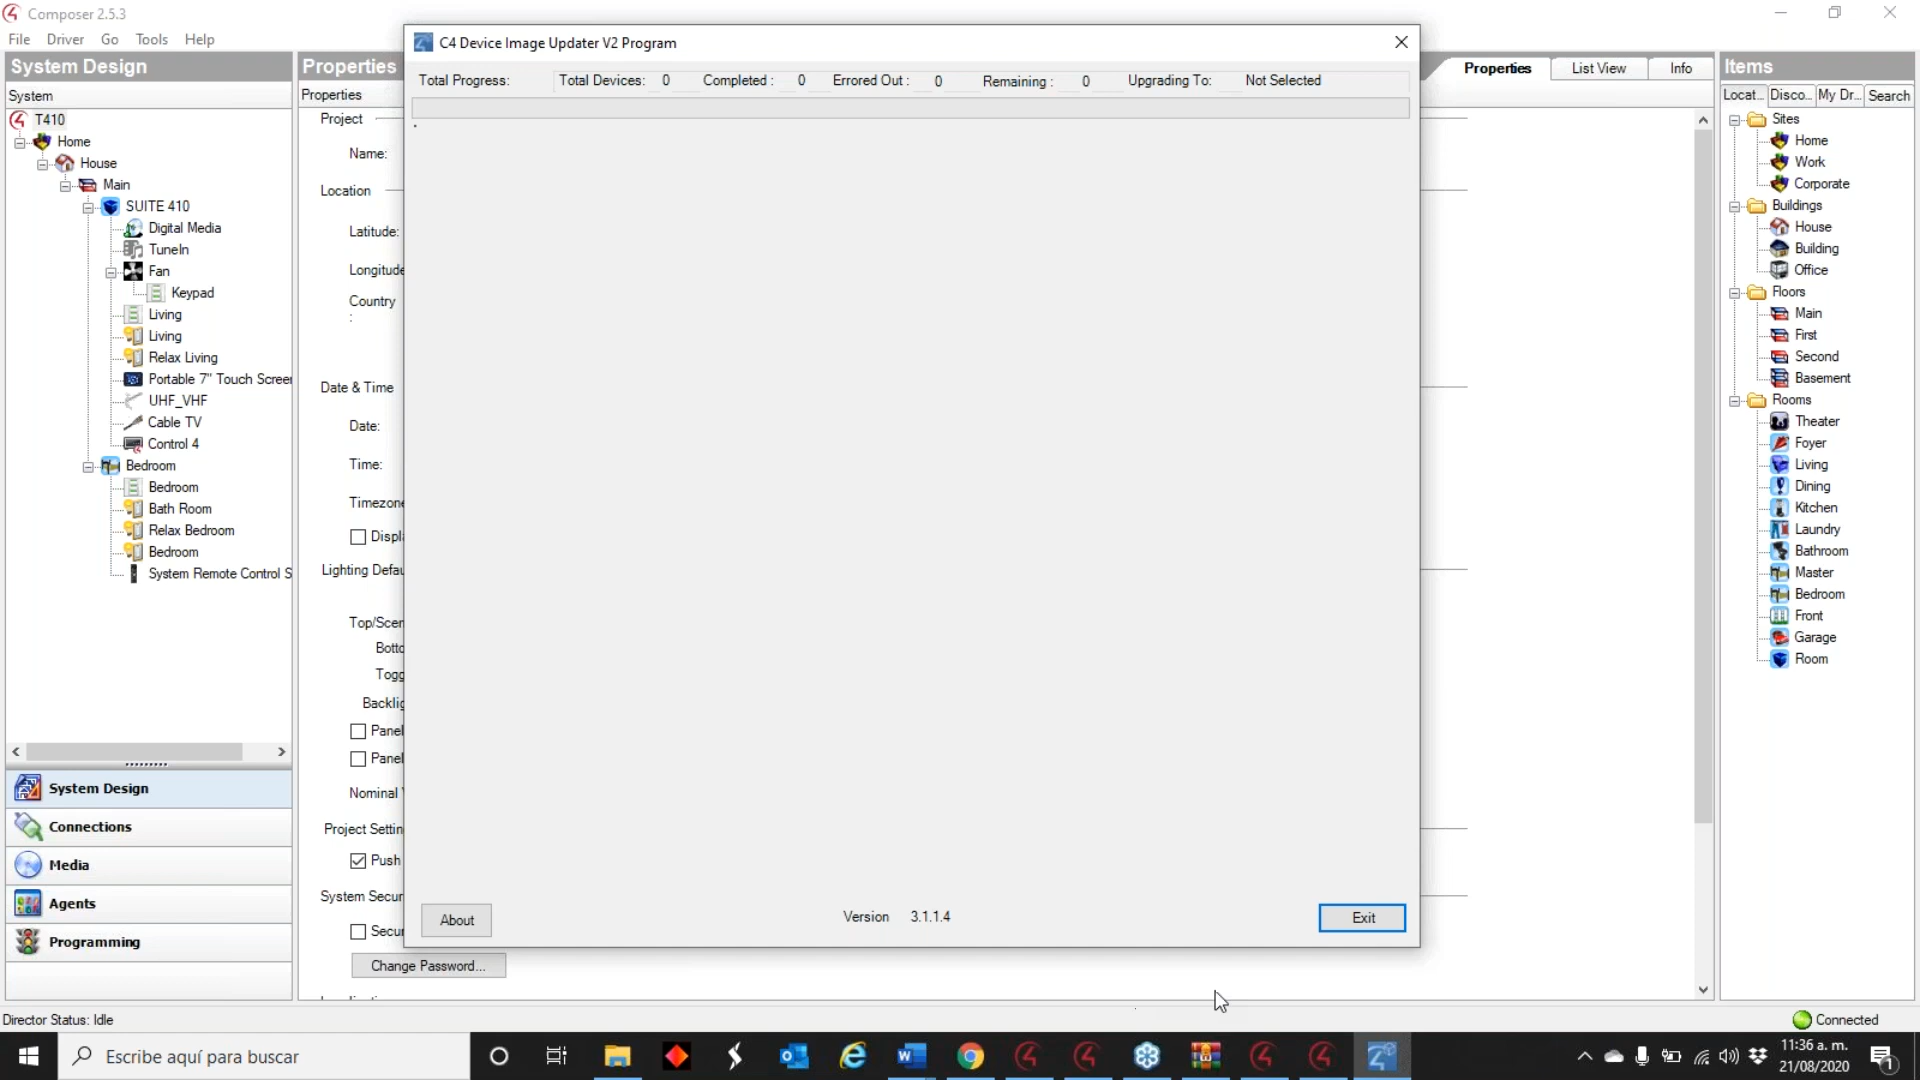 Composer 2.5.3
File Driver Go Tools Help
System Design
System
T410
Home
House
Main
SUITE 410
Digital Media
TuneIn
Fan
Keypad
Living
Living
Relax Living
Portable 7" Touch Screen
UHF_VHF
Cable TV
Control 4
Bedroom
Bedroom
Bath Room
Relax Bedroom
Bedroom
System Remote Control S
System Design
Connections
Media
Agents
Programming
Properties
Properties
Project
Name:
Location
Latitude:
Longitude
Country
:
Date & Time
Date:
Time:
Timezone
Displ
Lighting Defau
Top/Scen
Botto
Togg
Backlig
Panel
Panel
Nominal
Project Settin
Push
System Secur
Secur
Change Password...
C4 Device Image Updater V2 Program
Total Progress: Total Devices: 0 Completed : 0 Errored Out : 0 Remaining : 0 Upgrading To: Not Selected
About
Version 3.1.1.4
Exit
Properties List View Info
Items
Locat... Disco... My Dr... Search
Sites
Home
Work
Corporate
Buildings
House
Building
Office
Floors
Main
First
Second
Basement
Rooms
Theater
Foyer
Living
Dining
Kitchen
Laundry
Bathroom
Master
Bedroom
Front
Garage
Room
Director Status: Idle
Connected
Escribe aquí para buscar
11:36 a. m.
21/08/2020
1